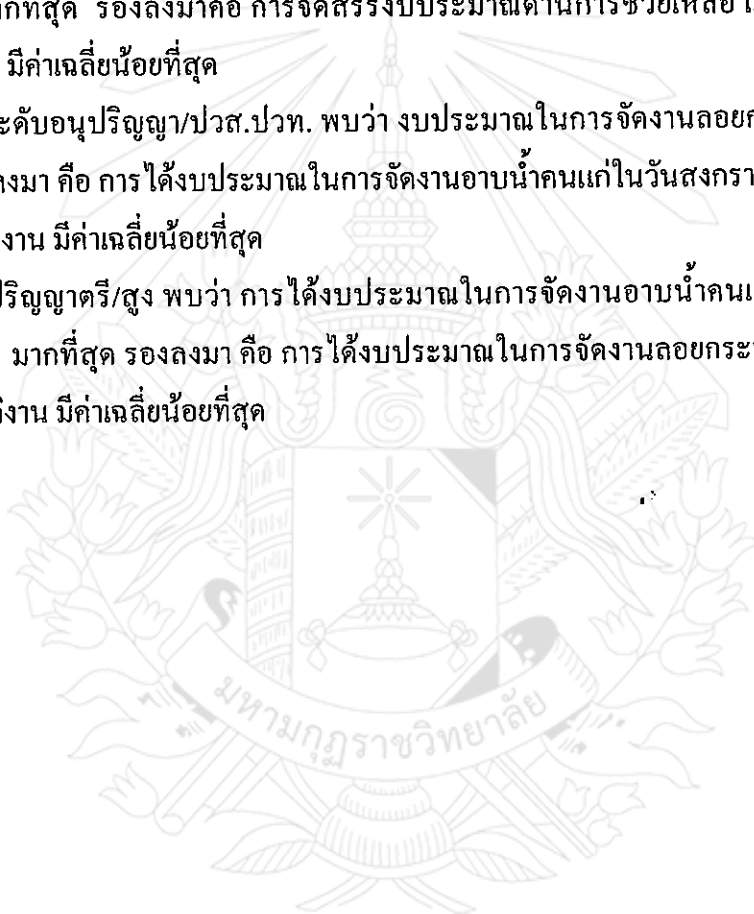 รองลงมาคือ การจัดสรรงบประมาณด้านการช่วยเหลือ
มีค่าเฉลี่ยน้อยที่สุด
ะดับอนุปริญญา/ปวส.ปวท. พบว่า งบประมาณในการจัดงานลอยก
งมา คือ การได้งบประมาณในการจัดงานอาบน้ำคนแก่ในวันสงกรา
งาน มีค่าเฉลี่ยน้อยที่สุด
ปริญญาตรี/สูง พบว่า การได้งบประมาณในการจัดงานอาบน้ำคนแ
มากที่สุด รองลงมา คือ การได้งบประมาณในการจัดงานลอยกระ
งาน มีค่าเฉลี่ยน้อยที่สุด
มหามกุฏราชวิทยาลัย